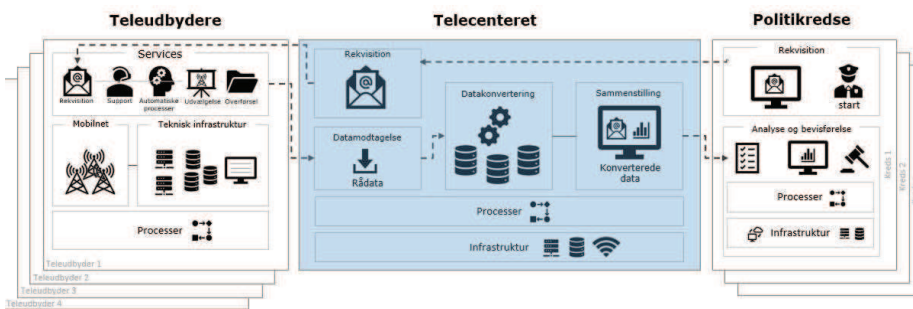 Teleudbydere
Services
Rekvisition
Support
Automatiske
processer
Udvælgelse
Overførsel
Mobilnet
Teknisk infrastruktur
Processer
Teleudbyder 1
Teleudbyder 2
Teleudbyder 3
Teleudbyder 4
Telecenteret
Rekvisition
Datamodtagelse
Rådata
Datakonvertering
Sammenstilling
Konverterede
data
Processer
Infrastruktur
Politikredse
Rekvisition
start
Analyse og bevisførelse
Processer
Infrastruktur
Kreds 1
Kreds 2